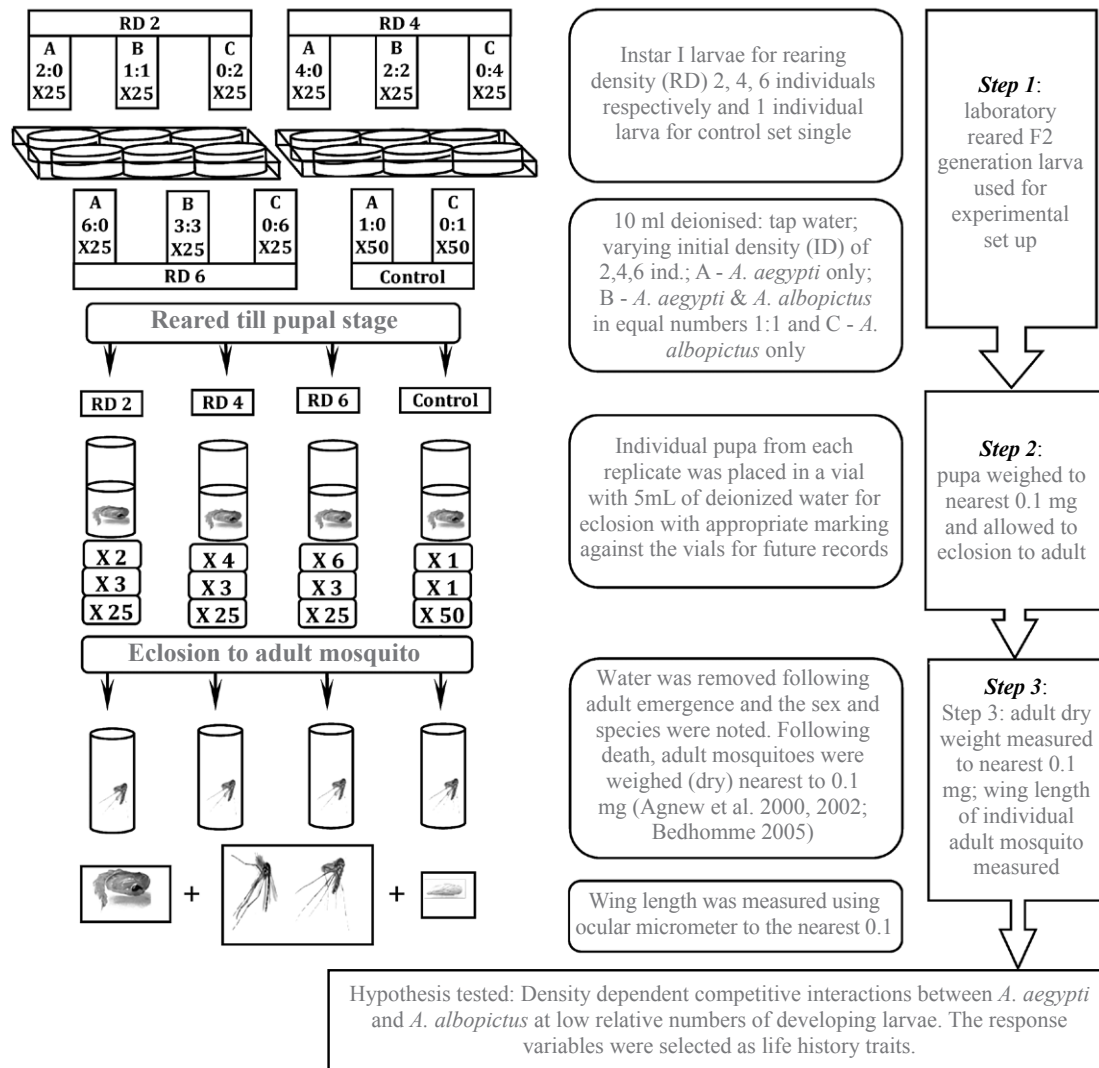 RD 2
A
2:0
X25
B
1:1
X25
C
0:2
X25
RD 4
A
4:0
X25
B
2:2
X25
C
0:4
X25
A
6:0
X25
B
3:3
X25
C
0:6
X25
RD 6
A
1:0
X50
C
0:1
X50
Control
Reared till pupal stage
RD 2
RD 4
RD 6
Control
X 2
X 3
X 25
X 4
X 3
X 25
X 6
X 3
X 25
X 1
X 1
X 50
Eclosion to adult mosquito
+
+
Instar I larvae for rearing
density (RD) 2, 4, 6 individuals
respectively and 1 individual
larva for control set single
10 ml deionised: tap water;
varying initial density (ID) of
2,4,6 ind.; A - A. aegypti only;
B - A. aegypti & A. albopictus
in equal numbers 1:1 and C - A.
albopictus only
Individual pupa from each
replicate was placed in a vial
with 5mL of deionized water for
eclosion with appropriate marking
against the vials for future records
Water was removed following
adult emergence and the sex and
species were noted. Following
death, adult mosquitoes were
weighed (dry) nearest to 0.1
mg (Agnew et al. 2000, 2002;
Bedhomme 2005)
Wing length was measured using
ocular micrometer to the nearest 0.1
Step 1:
laboratory
reared F2
generation larva
used for
experimental
set up
Step 2:
pupa weighed to
nearest 0.1 mg
and allowed to
eclosion to adult
Step 3:
Step 3: adult dry
weight measured
to nearest 0.1
mg; wing length
of individual
adult mosquito
measured
Hypothesis tested: Density dependent competitive interactions between A. aegypti
and A. albopictus at low relative numbers of developing larvae. The response
variables were selected as life history traits.